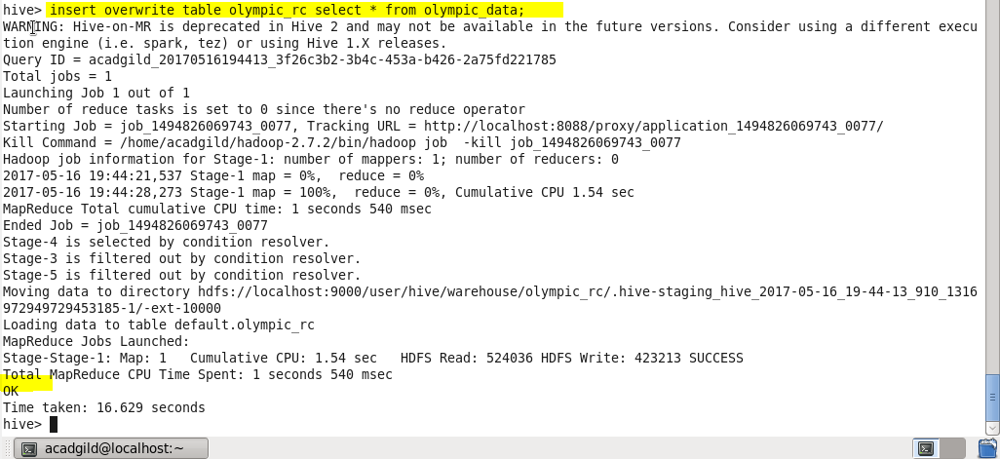 hive> insert overwrite table olympic_rc select * from olympic_data;
WARNING: Hive-on-MR is deprecated in Hive 2 and may not be available in the future versions. Consider using a different execu
tion engine (i.e. spark, tez) or using Hive 1.X releases.
Query ID = acadgild_20170516194413_3f26c3b2-3b4c-453a-b426-2a75fd221785
Total jobs = 1
Launching Job 1 out of 1
Number of reduce tasks is set to 0 since there's no reduce operator
Starting Job = job_1494826069743_0077, Tracking URL = http://localhost:8088/proxy/application_1494826069743_0077/
Kill Command = /home/acadgild/hadoop-2.7.2/bin/hadoop job  -kill job_1494826069743_0077
Hadoop job information for Stage-1: number of mappers: 1; number of reducers: 0
2017-05-16 19:44:21,537 Stage-1 map = 0%,  reduce = 0%
2017-05-16 19:44:28,273 Stage-1 map = 100%,  reduce = 0%, Cumulative CPU 1.54 sec
MapReduce Total cumulative CPU time: 1 seconds 540 msec
Ended Job = job_1494826069743_0077
Stage-4 is selected by condition resolver.
Stage-3 is filtered out by condition resolver.
Stage-5 is filtered out by condition resolver.
Moving data to directory hdfs://localhost:9000/user/hive/warehouse/olympic_rc/.hive-staging_hive_2017-05-16_19-44-13_910_1316
972949729453185-1/-ext-10000
Loading data to table default.olympic_rc
MapReduce Jobs Launched:
Stage-Stage-1: Map: 1   Cumulative CPU: 1.54 sec   HDFS Read: 524036 HDFS Write: 423213 SUCCESS
Total MapReduce CPU Time Spent: 1 seconds 540 msec
OK
Time taken: 16.629 seconds
hive>
acadgild@localhost:~